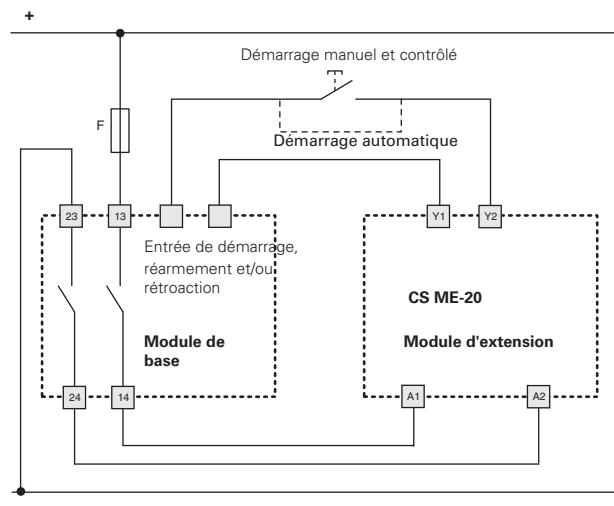 +
Démarrage manuel et contrôlé
F
Démarrage automatique
23
13
Y1
Y2
Entrée de démarrage,
réarmement et/ou
rétroaction
CS ME-20
Module de
base
Module d'extension
24
14
A1
A2